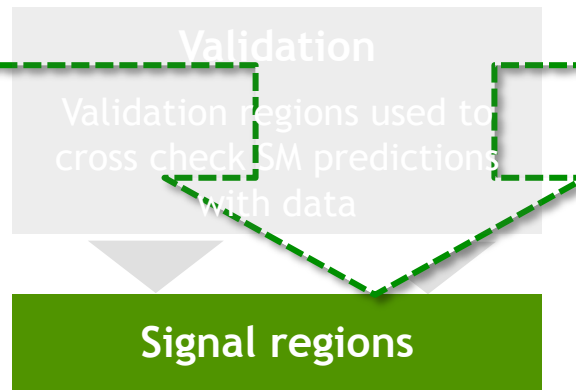 Validation
Validation regions used to
cross check SM predictions
with data
Signal regions